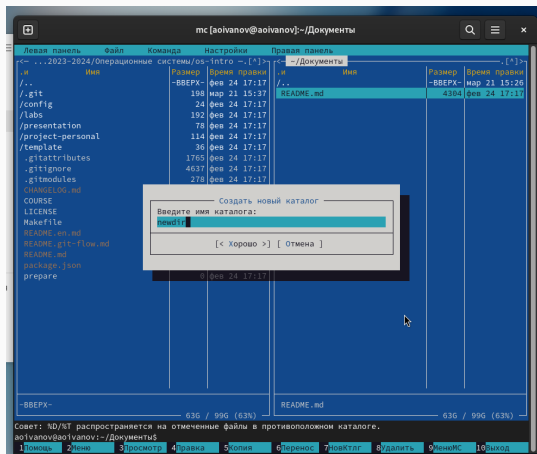 mc [aoivanov@aoivanov]:~/Документы
Левая панель Файл Команда Настройки Правая панель
<— ...2023-2024/Операционные системы/os-intro —.[^]>
.и Имя Размер Время правки
/.. -ВВЕРХ- фев 24 17:17
/.git 198 мар 21 15:37
/config 24 фев 24 17:17
/labs 192 фев 24 17:17
/presentation 78 фев 24 17:17
/project-personal 114 фев 24 17:17
/template 36 фев 24 17:17
.gitattributes 1765 фев 24 17:17
.gitignore 4637 фев 24 17:17
.gitmodules 278 фев 24 17:17
CHANGELOG.md
COURSE
LICENSE
Makefile
README.en.md
README.git-flow.md
README.md
package.json
prepare 0 фев 24 17:17
-ВВЕРХ-
63G / 99G (63%)
<— ~/Документы —.[^]>
.и Имя Размер Время правки
/.. -ВВЕРХ- мар 21 15:26
README.md 4304 фев 24 17:17
README.md
63G / 99G (63%)
Создать новый каталог
Введите имя каталога:
newdir
[< Хорошо >] [ Отмена ]
Совет: %D/%T распространяется на отмеченные файлы в противоположном каталоге.
aoivanov@aoivanov:~/Документы$
1Помощь 2Меню 3Просмотр 4Правка 5Копия 6Перенос 7НовКтлг 8Удалить 9МенюMC 10Выход